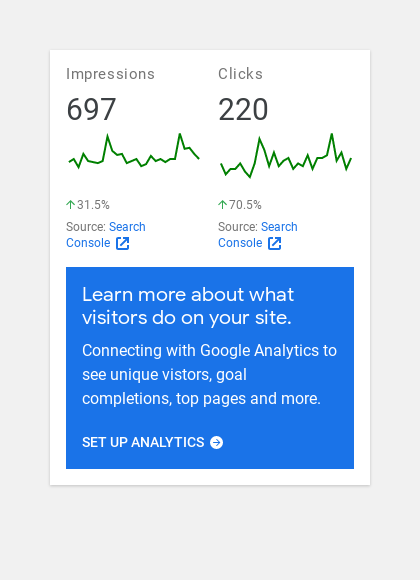 Impressions
697
31.5%
Source: Search
Console
Clicks
220
70.5%
Source: Search
Console
Learn more about what
visitors do on your site.
Connecting with Google Analytics to
see unique vistors, goal
completions, top pages and more.
SET UP ANALYTICS